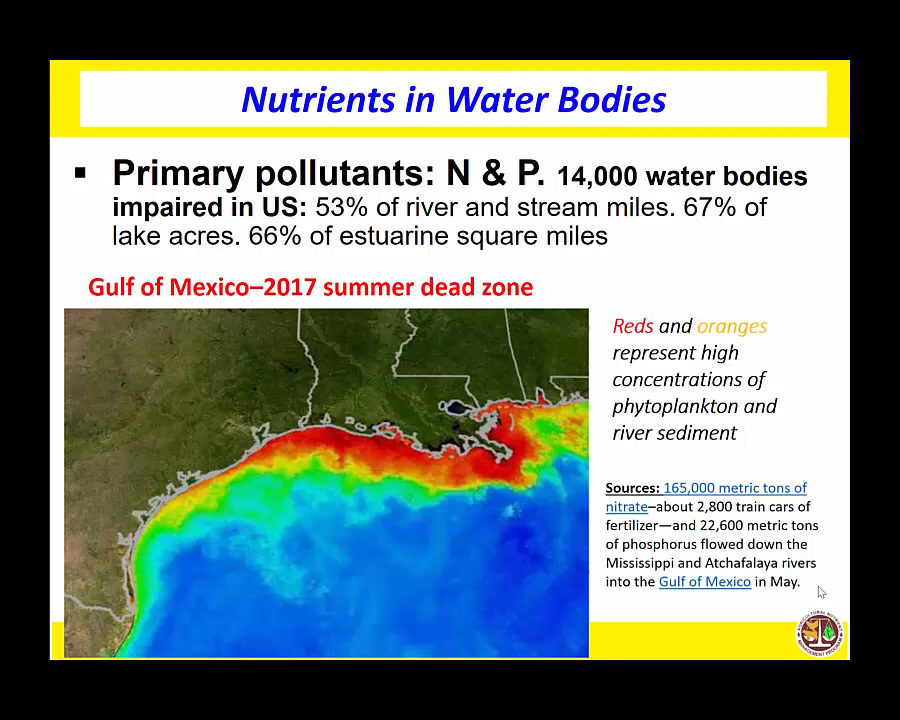 Nutrients in Water Bodies
▪ Primary pollutants: N & P. 14,000 water bodies
impaired in US: 53% of river and stream miles. 67% of
lake acres. 66% of estuarine square miles
Gulf of Mexico–2017 summer dead zone
Reds and oranges
represent high
concentrations of
phytoplankton and
river sediment
Sources: 165,000 metric tons of
nitrate–about 2,800 train cars of
fertilizer—and 22,600 metric tons
of phosphorus flowed down the
Mississippi and Atchafalaya rivers
into the Gulf of Mexico in May.
AGRICULTURAL NUTRIENT
MANAGEMENT PROGRAM